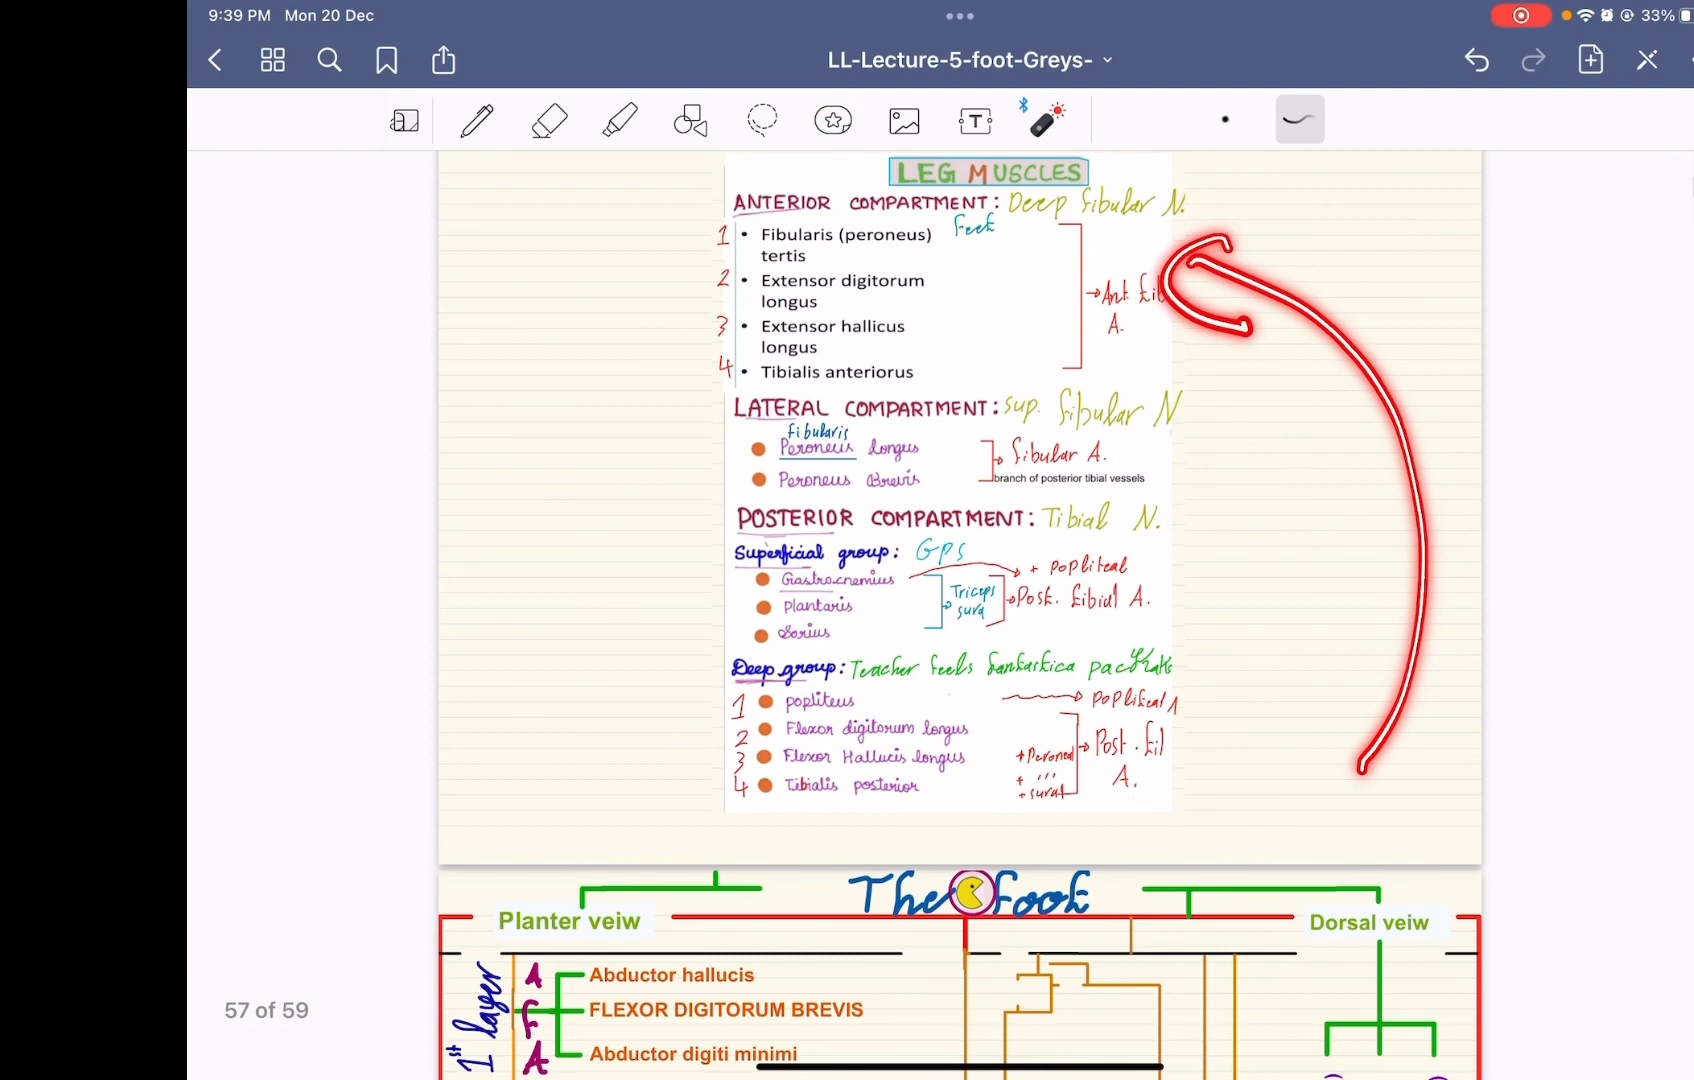 9:39 PM Mon 20 Dec
33%
LL-Lecture-5-foot-Greys-
LEG MUSCLES
ANTERIOR COMPARTMENT: Deep fibular N.
1 • Fibularis (peroneus)
tertis
2 • Extensor digitorum
longus
3 • Extensor hallicus
longus
4 • Tibialis anteriorus
Ant
A.
LATERAL COMPARTMENT: sup. fibular N
fibularis
Peroneus longus
Peroneus Brevis
fibular A.
branch of posterior tibial vessels
POSTERIOR COMPARTMENT: Tibial N.
Superficial group: GPS
Gastrocnemius
+ popliteal
Plantaris
Triceps
sura
Post. tibial A.
Deep group: Teacher feels fantastica
1 popliteus
popliteal A
2 Flexor digitorum longus
3 Flexor Hallucis longus
4 Tibialis posterior
+ Peroneal
+ '''
+ sural
Post.
A.
The foot
Planter veiw
Dorsal veiw
1st layer
A Abductor hallucis
F FLEXOR DIGITORUM BREVIS
A Abductor digiti minimi
57 of 59